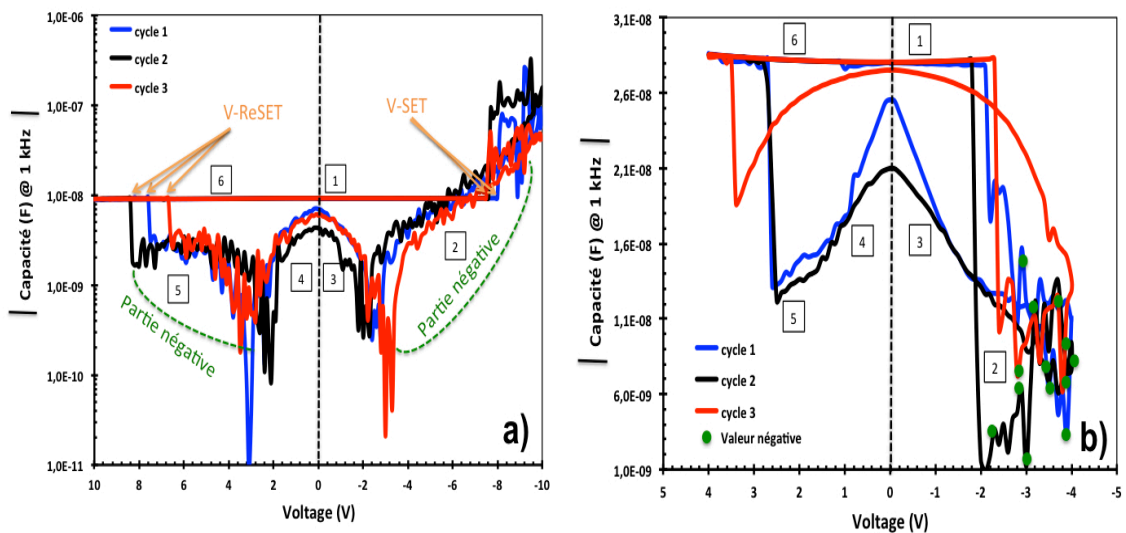 1,0E-06
1,0E-07
1,0E-08
1,0E-09
1,0E-10
1,0E-11
| Capacité (F) @ 1 kHz |
cycle 1
cycle 2
cycle 3
V-ReSET
V-SET
6
1
2
4
3
5
Partie négative
Partie négative
a)
10 8 6 4 2 0 -2 -4 -6 -8 -10
Voltage (V)
3,1E-08
2,6E-08
2,1E-08
1,6E-08
1,1E-08
6,0E-09
1,0E-09
| Capacité (F) @ 1 kHz |
6
1
4
3
5
2
cycle 1
cycle 2
cycle 3
Valeur négative
b)
5 4 3 2 1 0 -1 -2 -3 -4 -5
Voltage (V)